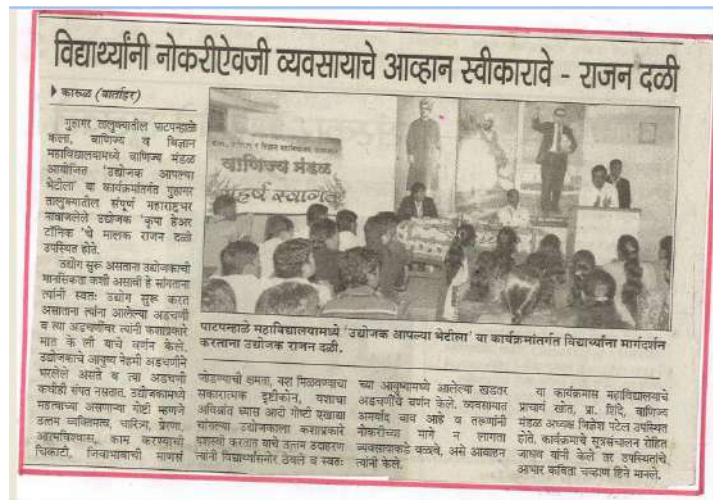 विद्यार्थ्यांनी नोकरीऐवजी व्यवसायाचे आव्हान स्वीकारावे - राजन दळी
कारुळ (वार्ताहर)
गुहागर तालुक्यातील पाटपन्हाळे
कला, वाणिज्य व विज्ञान
महाविद्यालयामध्ये वाणिज्य मंडळ
आयोजित 'उद्योजक आपल्या
भेटीला' या कार्यक्रमांतर्गत गुहागर
तालुक्यातील संपूर्ण महाराष्ट्रभर
नावाजलेले उद्योजक 'कृपा हेअर
टॉनिक'चे मालक राजन दळी
उपस्थित होते.
उद्योग सुरू असताना उद्योजकाची
मानसिकता कशी असावी हे सांगताना
त्यांनी स्वतः उद्योग सुरू करत
असाताना त्यांना आलेल्या अडचणी
व त्या अडचणींवर त्यांनी कशाप्रकारे
मात केली याचे वर्णन केले.
उद्योजकाचे आयुष्य नेहमी अडचणीने
भरलेले असते व त्या अडचणी
कधीही संपत नसतात. उद्योजकामध्ये
महत्वाच्या असणाऱ्या गोष्टी म्हणजे
उत्तम व्यक्तिमत्व, चारित्र्य, प्रेरणा,
आत्मविश्वास, काम करण्याची
चिकाटी, जिवाभावाची माणसं
वाणिज्य मंडळ
सहर्ष स्वागत
पाटपन्हाळे महाविद्यालयामध्ये 'उद्योजक आपल्या भेटीला' या कार्यक्रमांतर्गत विद्यार्थ्यांना मार्गदर्शन
करताना उद्योजक राजन दळी.
जोडण्याची क्षमता, यश मिळवण्याचा
सकारात्मक दृष्टीकोन, यशाचा
अविश्रांत ध्यास आदी गोष्टी एखाद्या
चांगल्या उद्योजकाला कशाप्रकारे
यशस्वी करतात याचे उत्तम उदाहरण
त्यांनी विद्यार्थ्यांसमोर ठेवले व स्वतः
च्या आयुष्यामध्ये आलेल्या खडतर
अडचणींचे वर्णन केले. व्यवसायात
अमर्याद वाव आहे व तरूणांनी
नोकरीच्या मागे न लागता
व्यवसायाकडे वळावे, असे आवाहन
त्यांनी केले.
या कार्यक्रमास महाविद्यालयाचे
प्राचार्य खोत, प्रा. शिंदे, वाणिज्य
मंडळ अध्यक्ष जिज्ञेश पटेल उपस्थित
होते. कार्यक्रमाचे सूत्रसंचालन रोहित
जाधव यांनी केले तर उपस्थितांचे
आभार कविता चव्हाण हिने मानले.